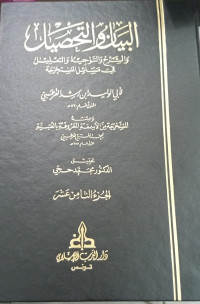 البيان والتحصيل
والشرح والتوجيه والتعليل
في مسائل المستخرجة
لأبي الوليد ابن رشد القرطبي
وضمنه
المستخرجة من الأسمعة المعروفة بالعتبية
تحقيق
الدكتور محمد حجي
الجزء الثامن عشر
دار الغرب الإسلامي
تونس